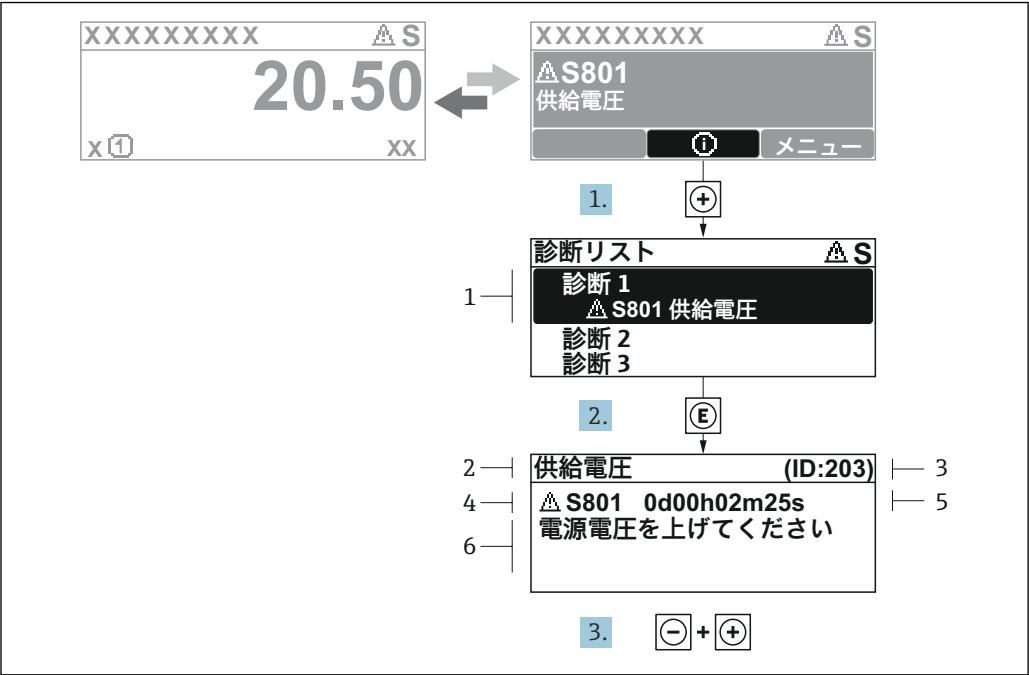 XXXXXXXXX ⚠ S
20.50
x ① xx
XXXXXXXXX ⚠ S
⚠ S801
供給電圧
ⓘ メニュー
1. +
診断リスト ⚠ S
1
診断 1
⚠ S801 供給電圧
診断 2
診断 3
2. E
2 供給電圧 (ID:203) 3
4 ⚠ S801 0d00h02m25s 5
6 電源電圧を上げてください
3. − + +